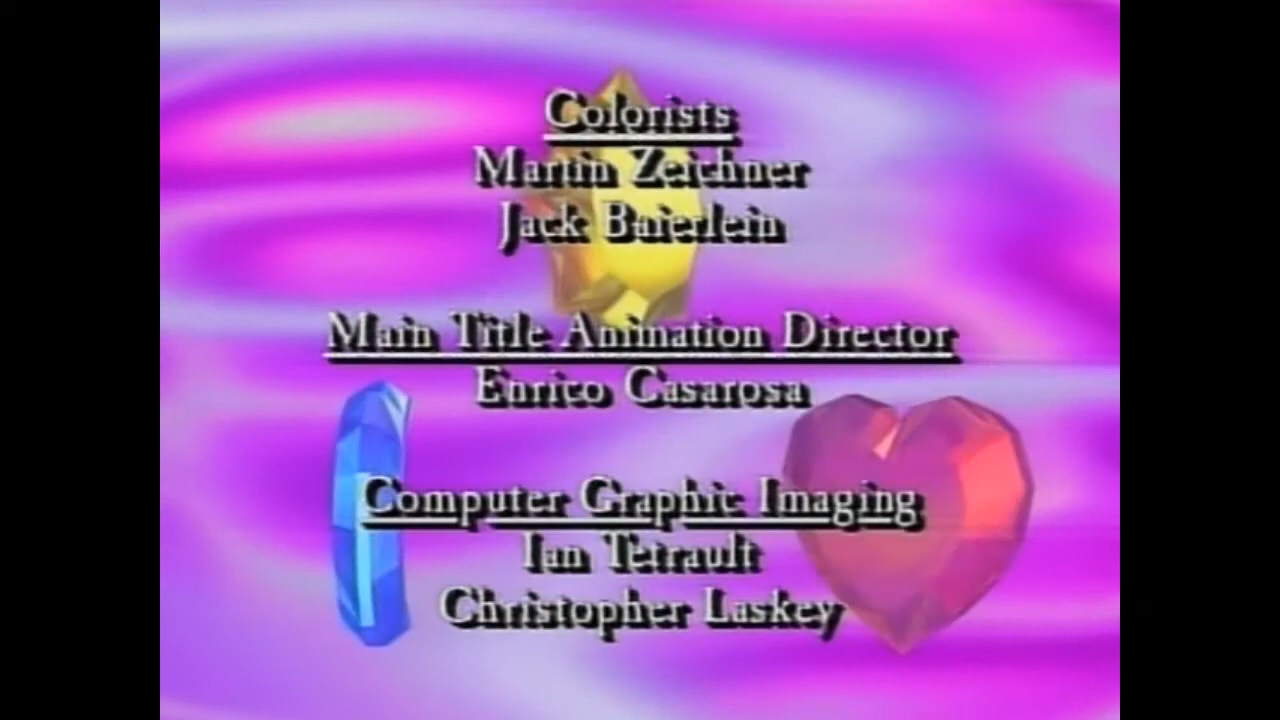 Colorists
Martin Zeichner
Jack Baierlein
Main Title Animation Director
Enrico Casarosa
Computer Graphic Imaging
Ian Tetrault
Christopher Laskey